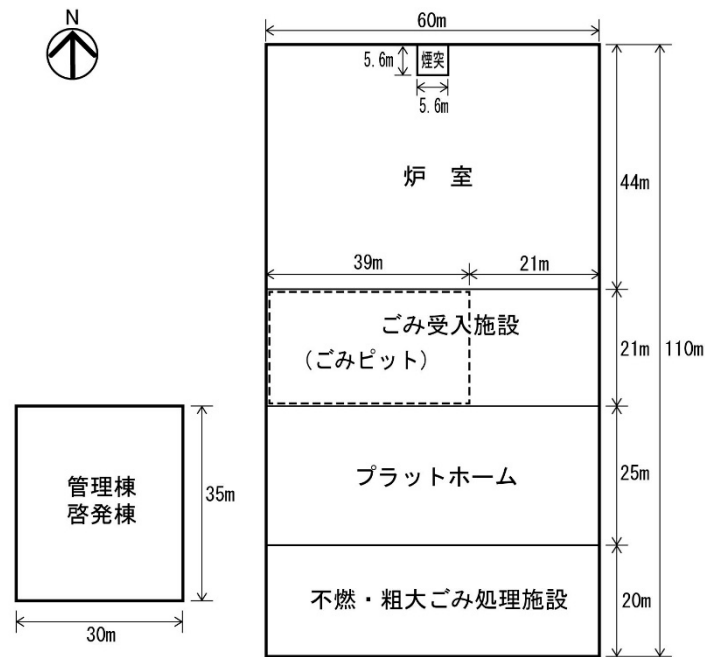 N
60m
5.6m
煙突
5.6m
炉 室
44m
39m
21m
ごみ受入施設
(ごみピット)
21m
110m
管理棟
啓発棟
35m
プラットホーム
25m
不燃・粗大ごみ処理施設
20m
30m